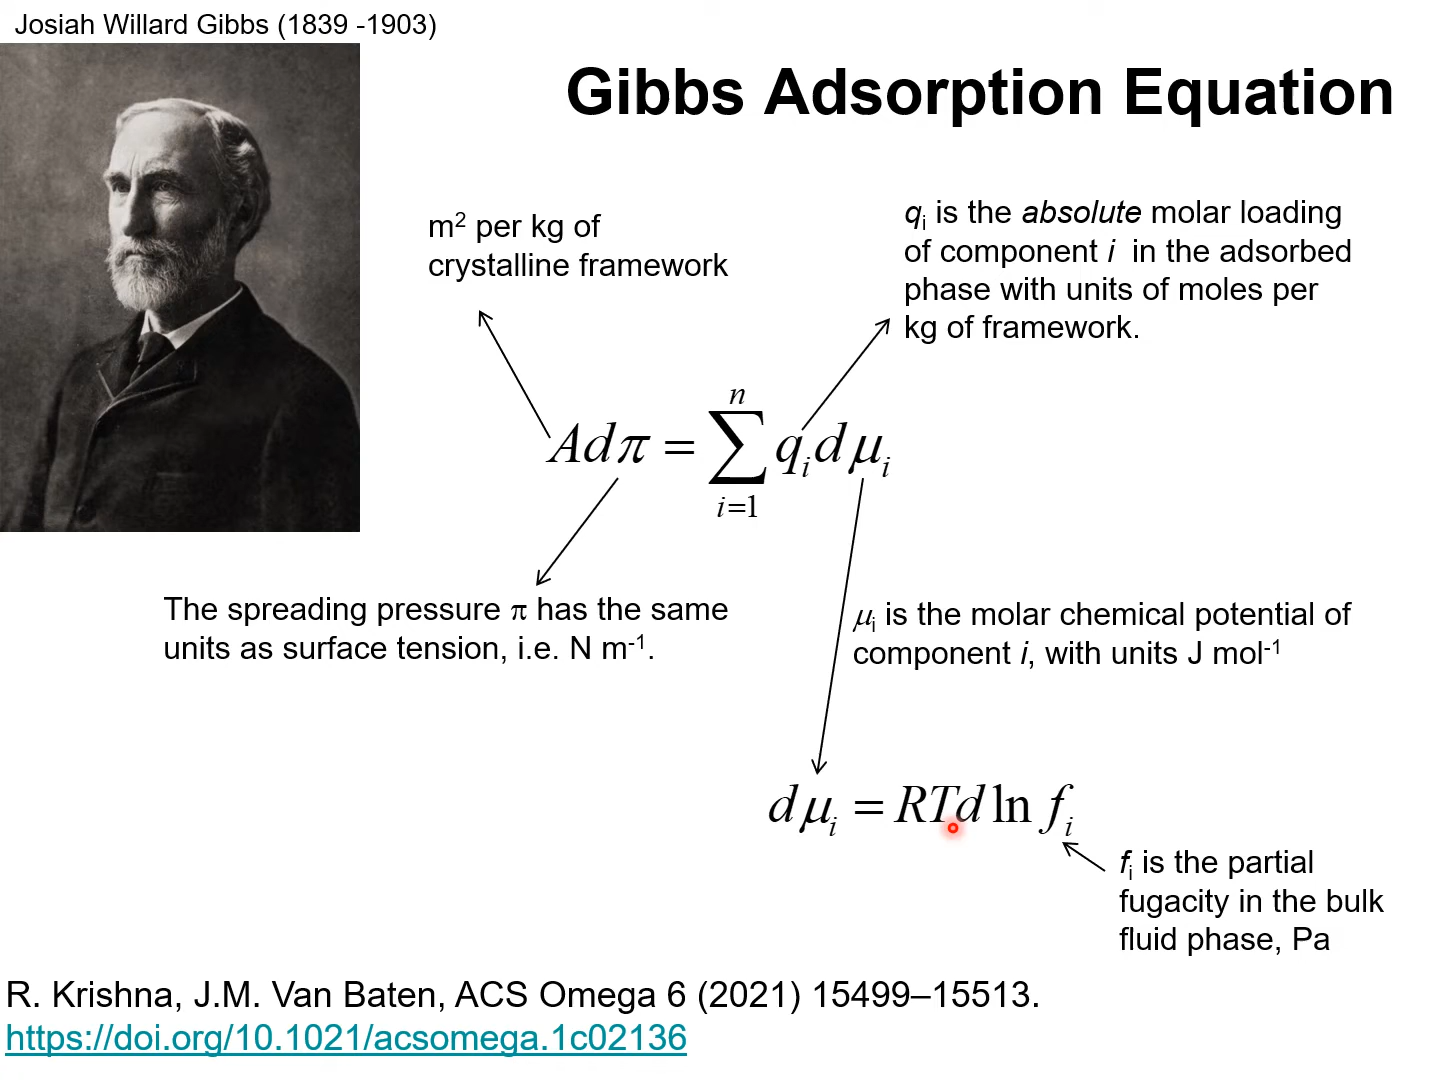 Josiah Willard Gibbs (1839 -1903)
Gibbs Adsorption Equation
m² per kg of
crystalline framework
qᵢ is the absolute molar loading
of component i in the adsorbed
phase with units of moles per
kg of framework.
Adπ = ∑ⁿᵢ₌₁ qᵢdμᵢ
The spreading pressure π has the same
units as surface tension, i.e. N m⁻¹.
μᵢ is the molar chemical potential of
component i, with units J mol⁻¹
dμᵢ = RTd ln fᵢ
fᵢ is the partial
fugacity in the bulk
fluid phase, Pa
R. Krishna, J.M. Van Baten, ACS Omega 6 (2021) 15499–15513.
https://doi.org/10.1021/acsomega.1c02136